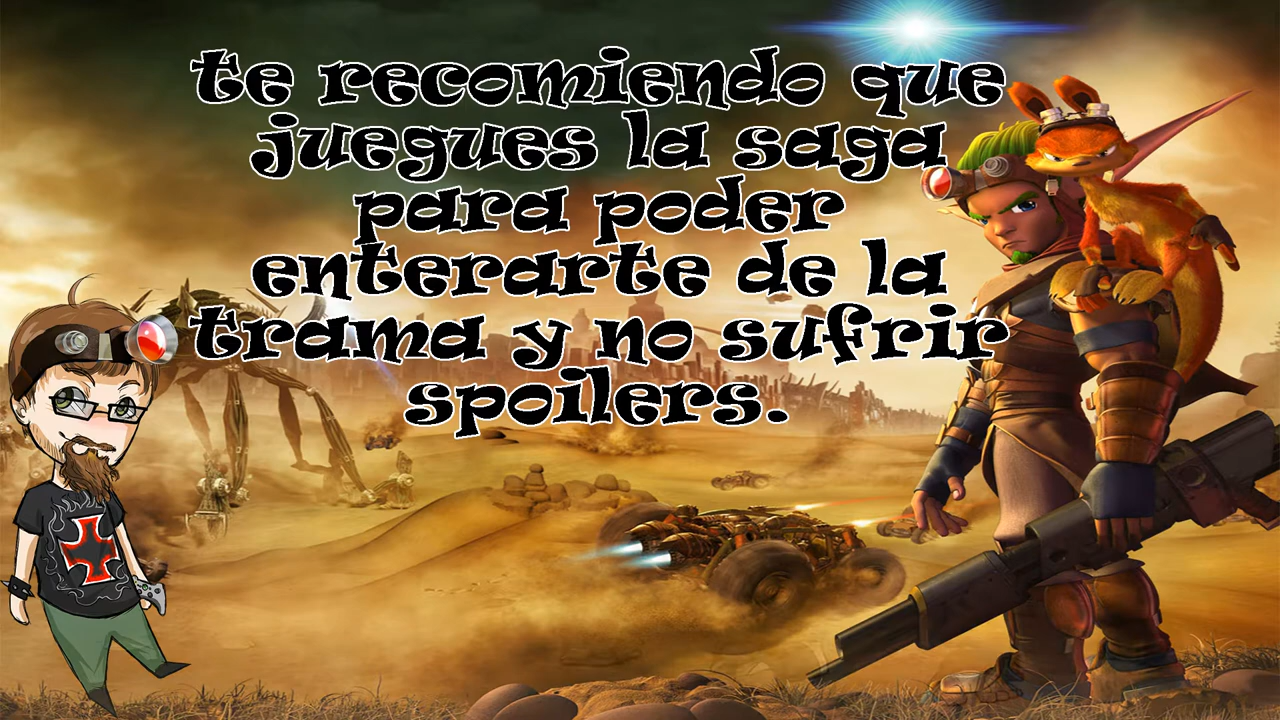 te recomiendo que
juegues la saga
para poder
enterarte de la
trama y no sufrir
spoilers.